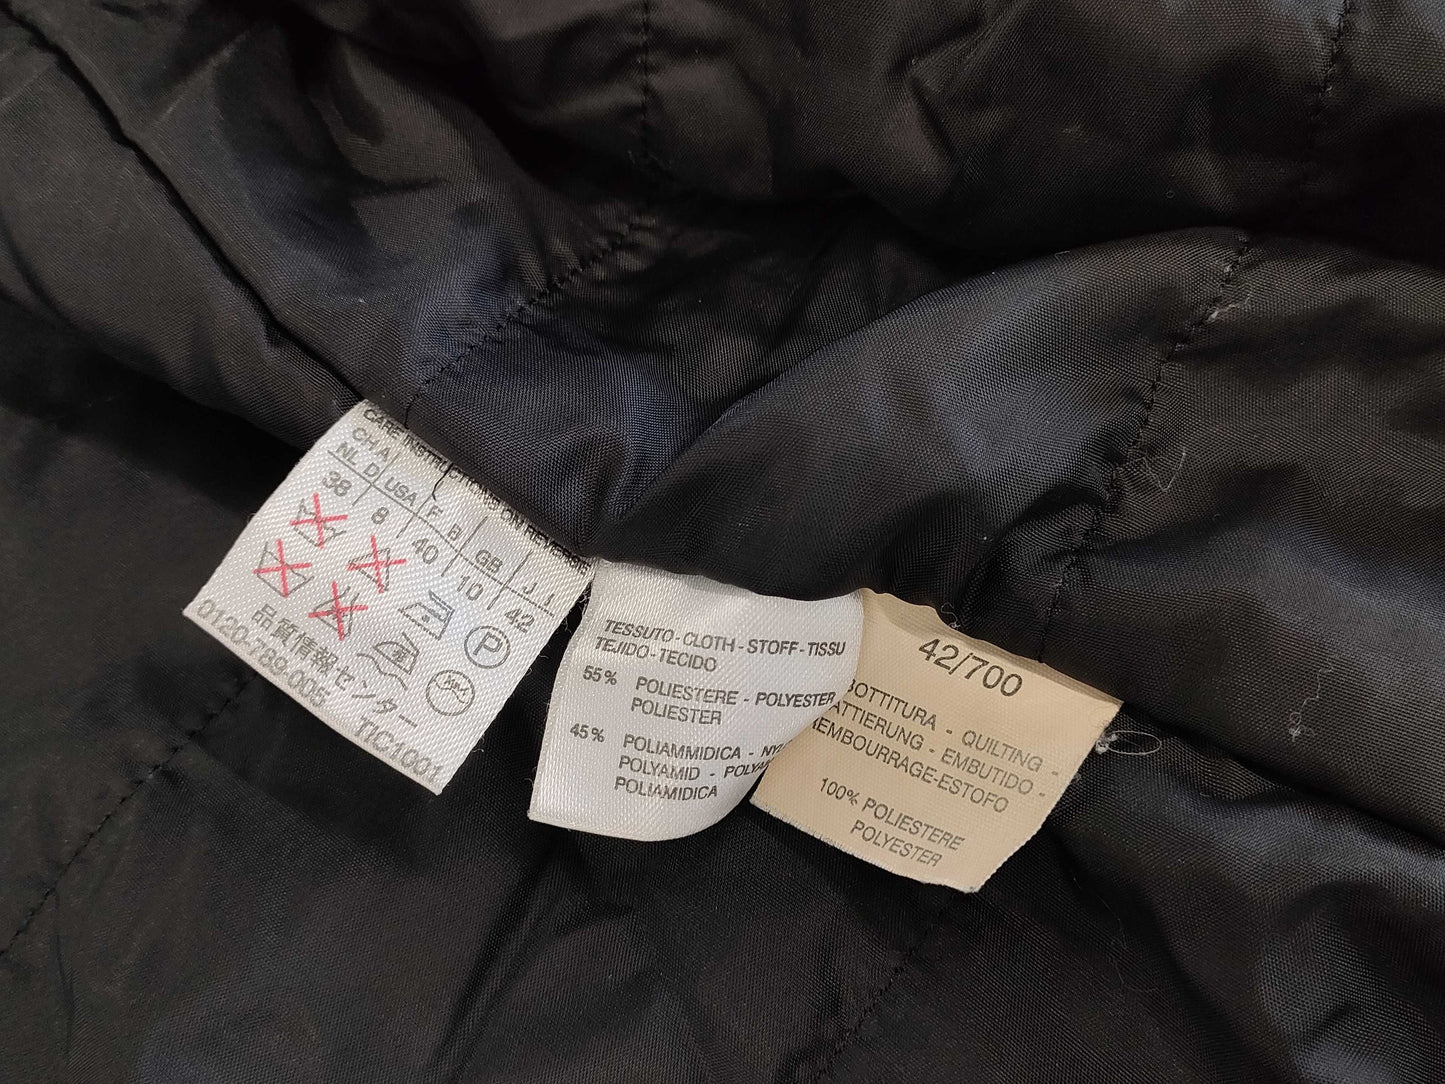 CARE INSTRUCTIONS ON REVERSE
CH A
NL D USA F B GB J I
38 8 40 10 42
P
品質情報センター
0120-789-005 TIC1001
TESSUTO - CLOTH - STOFF - TISSU
TEJIDO - TECIDO
55% POLIESTERE - POLYESTER
POLIESTER
45% POLIAMMIDICA -
POLYAMID -
POLIAMIDICA
42/700
QUILTING -
EMBUTIDO -
REMBOURRAGE-ESTOFO
100% POLIESTERE
POLYESTER